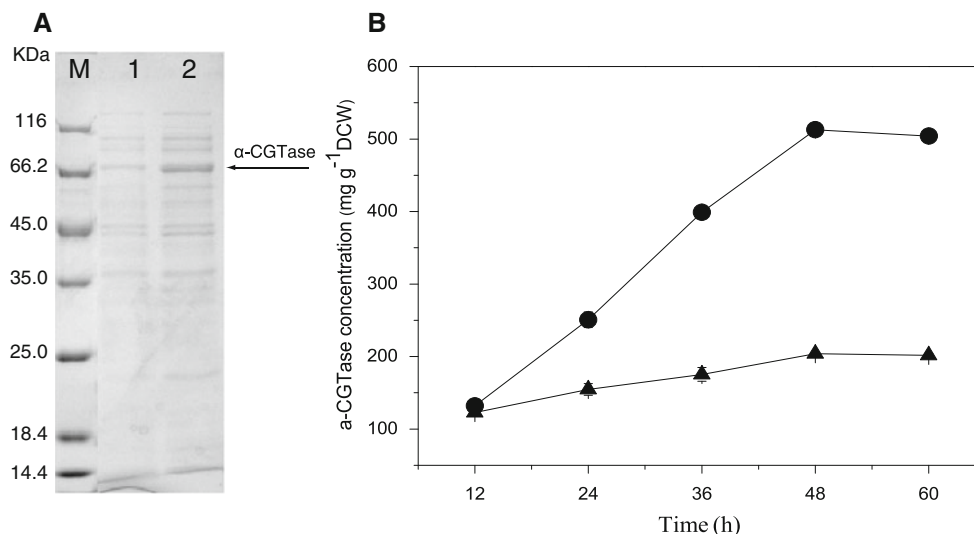 A
KDa
M 1 2
116
66.2
45.0
35.0
25.0
18.4
14.4
α-CGTase
B
a-CGTase concentration (mg g⁻¹DCW)
600
500
400
300
200
100
12 24 36 48 60
Time (h)